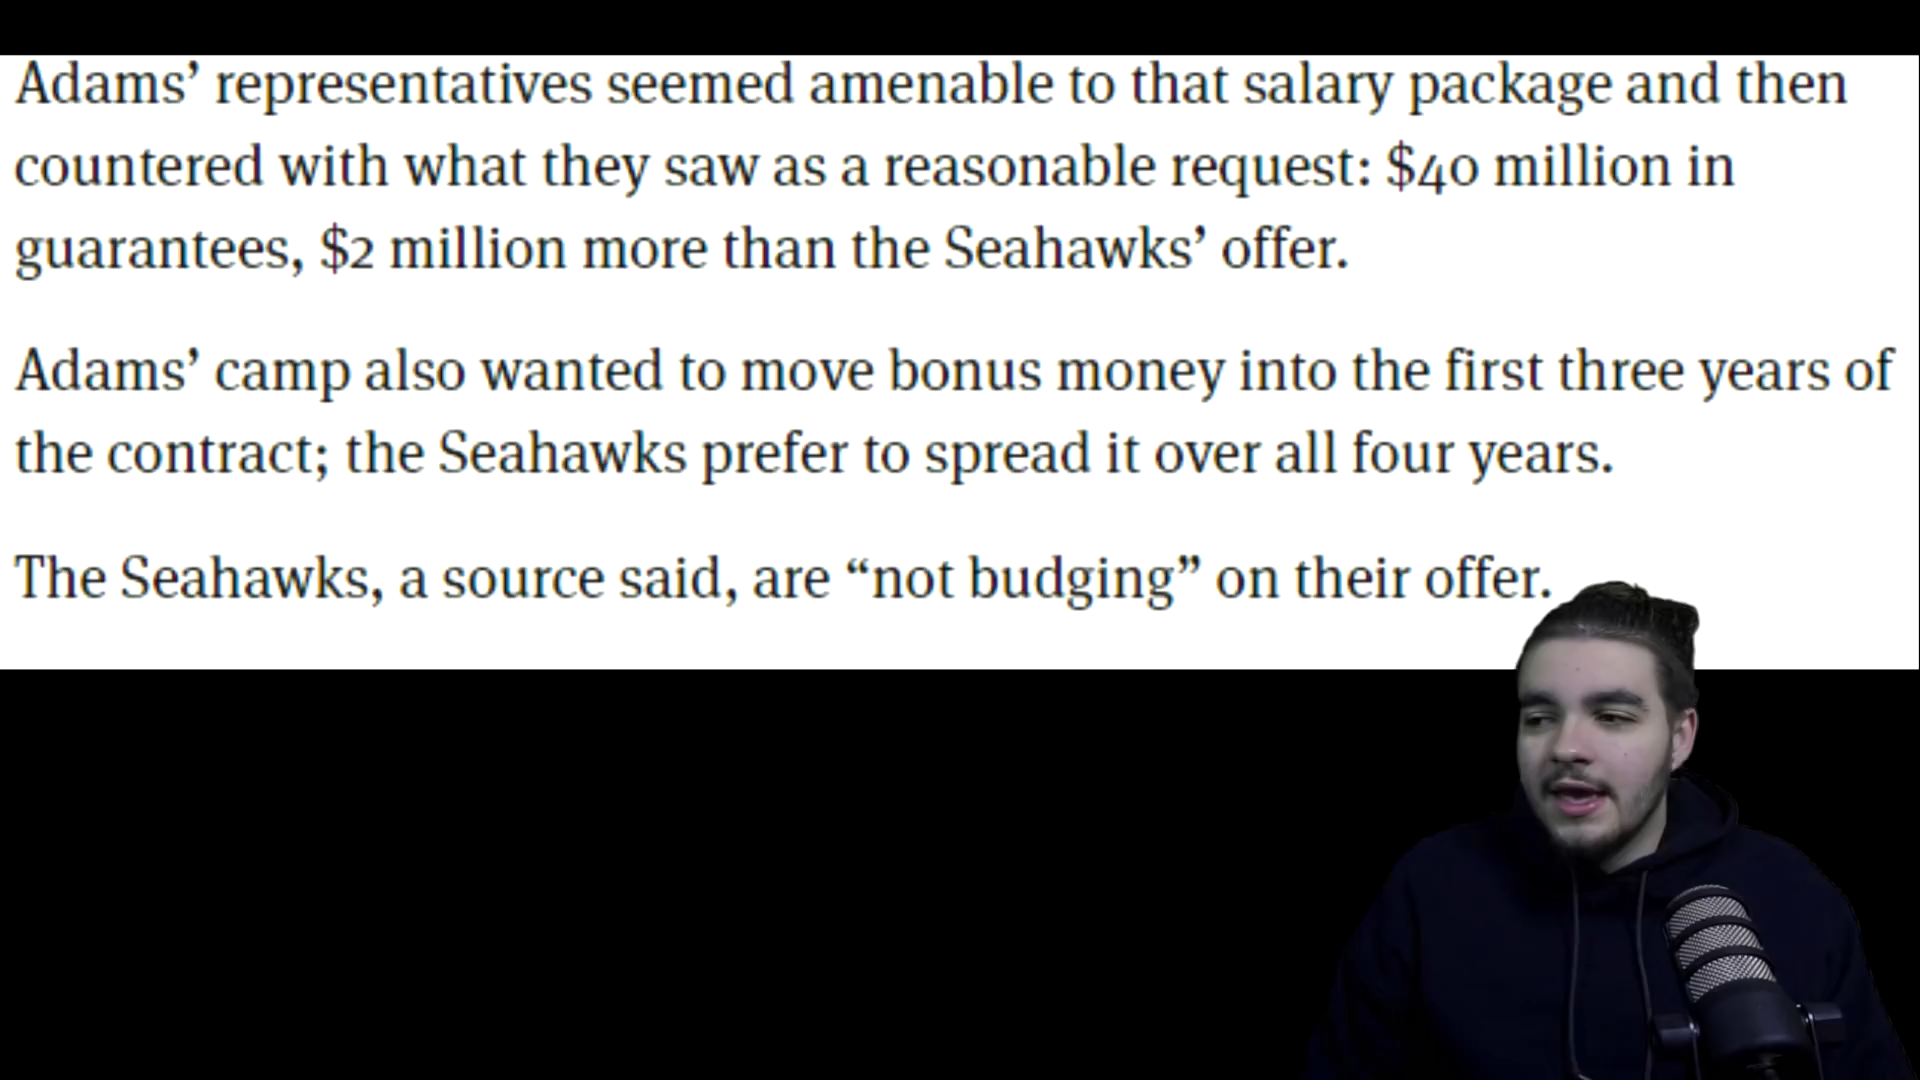 Adams’ representatives seemed amenable to that salary package and then
countered with what they saw as a reasonable request: $40 million in
guarantees, $2 million more than the Seahawks’ offer.
Adams’ camp also wanted to move bonus money into the first three years of
the contract; the Seahawks prefer to spread it over all four years.
The Seahawks, a source said, are “not budging” on their offer.